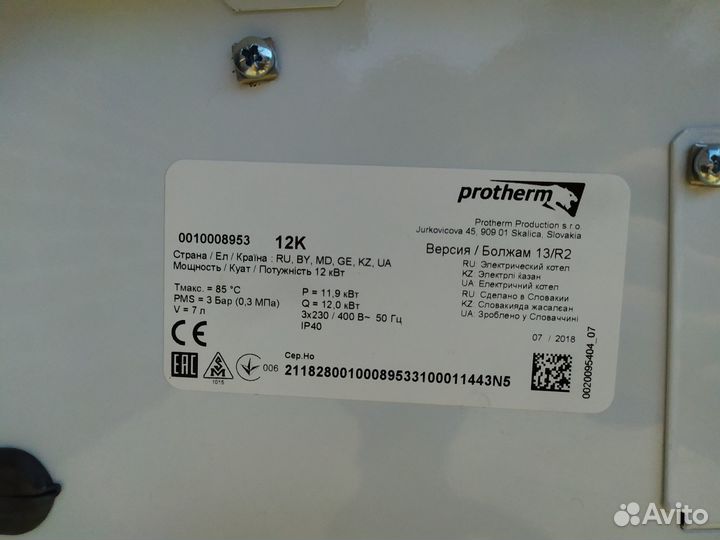 protherm
Protherm Production s.r.o.
Jurkovicova 45, 909 01 Skalica, Slovakia
0010008953 12K
Версия / Болжам 13/R2
Страна / Ел / Країна : RU, BY, MD, GE, KZ, UA
Мощность / Куат / Потужність 12 кВт
RU: Электрический котел
KZ: Электрлі қазан
UA: Електричний котел
RU: Сделано в Словакии
KZ: Словакияда жасалған
UA: Зроблено у Словаччині
Tмакс. = 85 °C
PMS = 3 Бар (0,3 МПа)
V = 7 л
P = 11,9 кВт
Q = 12,0 кВт
3x230 / 400 В~ 50 Гц
IP40
07 / 2018
CE
Сер.Но
EAC
1015
006
21182800100089533100011443N5
0020095404_07
Avito